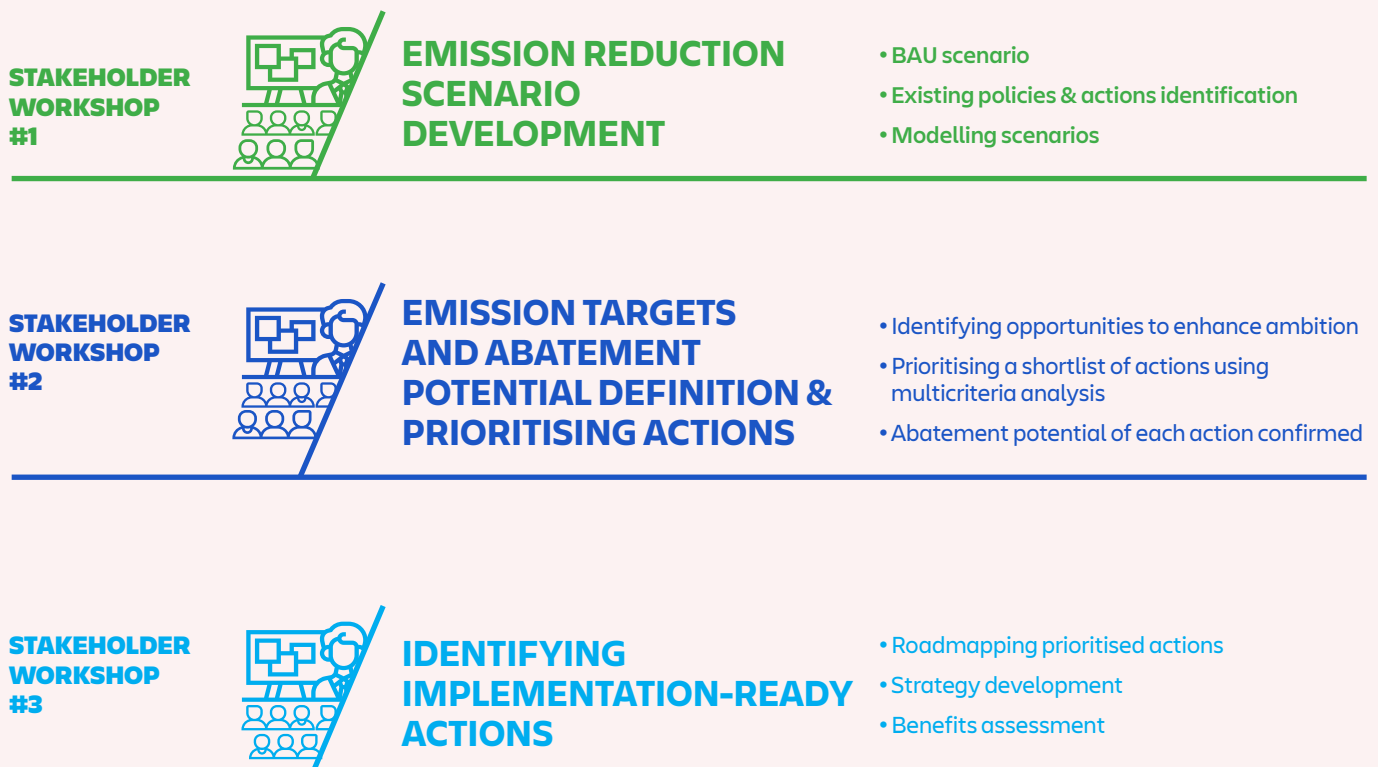 STAKEHOLDER
WORKSHOP
#1
EMISSION REDUCTION
SCENARIO
DEVELOPMENT
• BAU scenario
• Existing policies & actions identification
• Modelling scenarios
STAKEHOLDER
WORKSHOP
#2
EMISSION TARGETS
AND ABATEMENT
POTENTIAL DEFINITION &
PRIORITISING ACTIONS
• Identifying opportunities to enhance ambition
• Prioritising a shortlist of actions using
multicriteria analysis
• Abatement potential of each action confirmed
STAKEHOLDER
WORKSHOP
#3
IDENTIFYING
IMPLEMENTATION-READY
ACTIONS
• Roadmapping prioritised actions
• Strategy development
• Benefits assessment